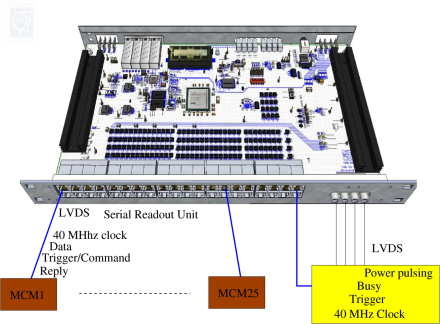 LVDS
Serial Readout Unit
40 MHhz clock
Data
Trigger/Command
Reply
MCM1
MCM25
LVDS
Power pulsing
Busy
Trigger
40 MHz Clock